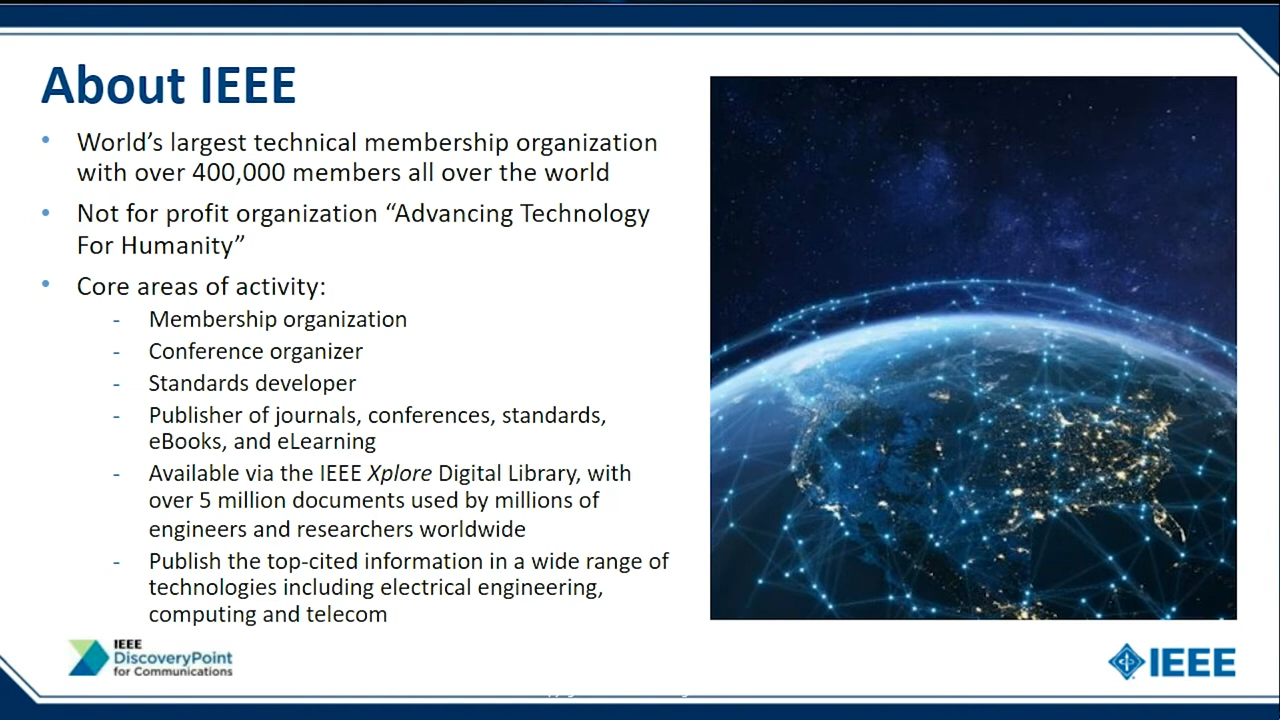 About IEEE
• World’s largest technical membership organization
with over 400,000 members all over the world
• Not for profit organization “Advancing Technology
For Humanity”
• Core areas of activity:
- Membership organization
- Conference organizer
- Standards developer
- Publisher of journals, conferences, standards,
eBooks, and eLearning
- Available via the IEEE Xplore Digital Library, with
over 5 million documents used by millions of
engineers and researchers worldwide
- Publish the top-cited information in a wide range of
technologies including electrical engineering,
computing and telecom
IEEE
DiscoveryPoint
for Communications
IEEE